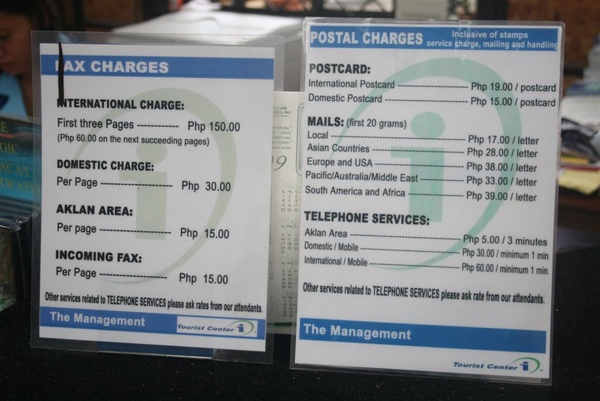 FAX CHARGES
INTERNATIONAL CHARGE:
First three Pages ---------- Php 150.00
(Php 60.00 on the next succeeding pages)
DOMESTIC CHARGE:
Per Page --------------- Php 30.00
AKLAN AREA:
Per page --------------- Php 15.00
INCOMING FAX:
Per Page --------------- Php 15.00
Other services related to TELEPHONE SERVICES please ask rates from our attendants.
The Management
Tourist Center i
POSTAL CHARGES
Inclusive of stamps
service charge, mailing and handling
POSTCARD:
International Postcard -------------------- Php 19.00 / postcard
Domestic Postcard ----------------------- Php 15.00 / postcard
MAILS: (first 20 grams)
Local ---------------------------------------- Php 17.00 / letter
Asian Countries --------------------------- Php 28.00 / letter
Europe and USA -------------------------- Php 38.00 / letter
Pacific/Australia/Middle East ---------- Php 33.00 / letter
South America and Africa -------------- Php 39.00 / letter
TELEPHONE SERVICES:
Aklan Area --------------------------- Php 5.00 / 3 minutes
Domestic / Mobile --------------------------- Php 30.00 / minimum 1 min
International / Mobile ------------------------ Php 60.00 / minimum 1 min.
Other services related to TELEPHONE SERVICES please ask rates from our attendants.
The Management
Tourist Center i